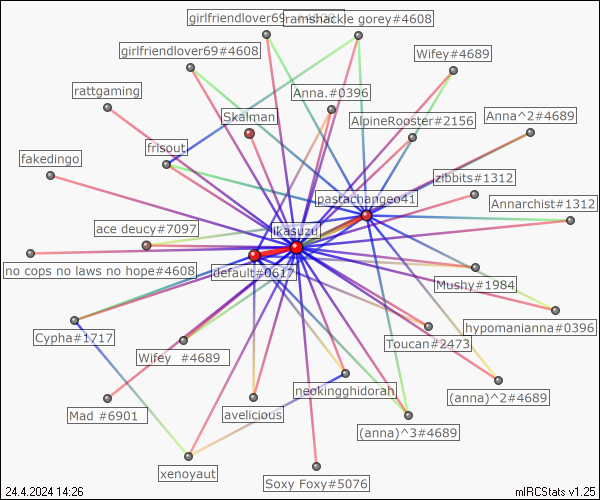 girlfriendlover69
ramshackle gorey#4608
girlfriendlover69#4608
Wifey#4689
rattgaming
Anna.#0396
Skalman
AlpineRooster#2156
Anna^2#4689
frisout
fakedingo
zibbits#1312
pastachangeo41
Annarchist#1312
ace deucy#7097
ikasuzu
no cops no laws no hope#4608
default#0617
Mushy#1984
hypomanianna#0396
Cypha#1717
Toucan#2473
Wifey #4689
neokingghidorah
(anna)^2#4689
Mad #6901
avelicious
(anna)^3#4689
xenoyaut
Soxy Foxy#5076
24.4.2024 14:26
mIRCStats v1.25